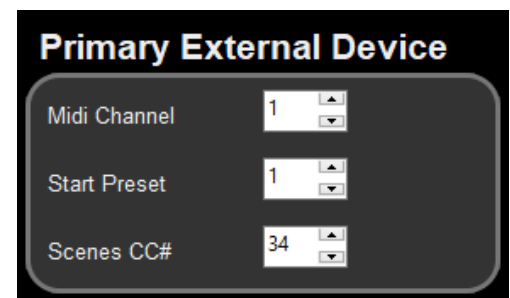 Primary External Device
Midi Channel 1
Start Preset 1
Scenes CC# 34